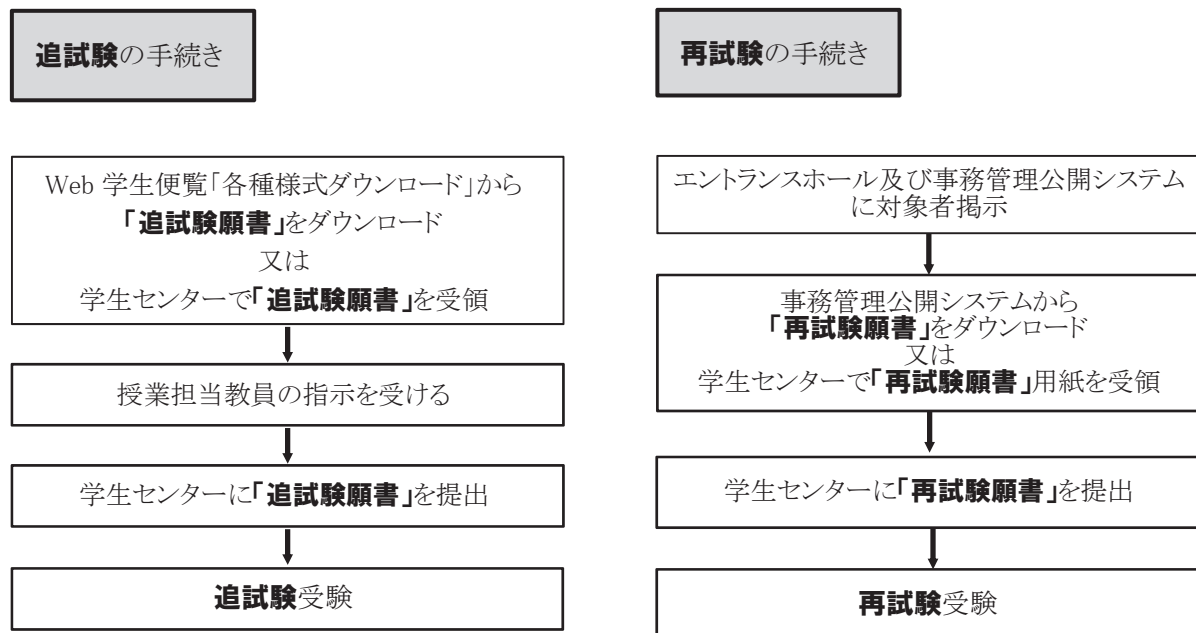 追試験の手続き
Web 学生便覧「各種様式ダウンロード」から
「追試験願書」をダウンロード
又は
学生センターで「追試験願書」を受領
授業担当教員の指示を受ける
学生センターに「追試験願書」を提出
追試験受験
再試験の手続き
エントランスホール及び事務管理公開システム
に対象者掲示
事務管理公開システムから
「再試験願書」をダウンロード
又は
学生センターで「再試験願書」用紙を受領
学生センターに「再試験願書」を提出
再試験受験